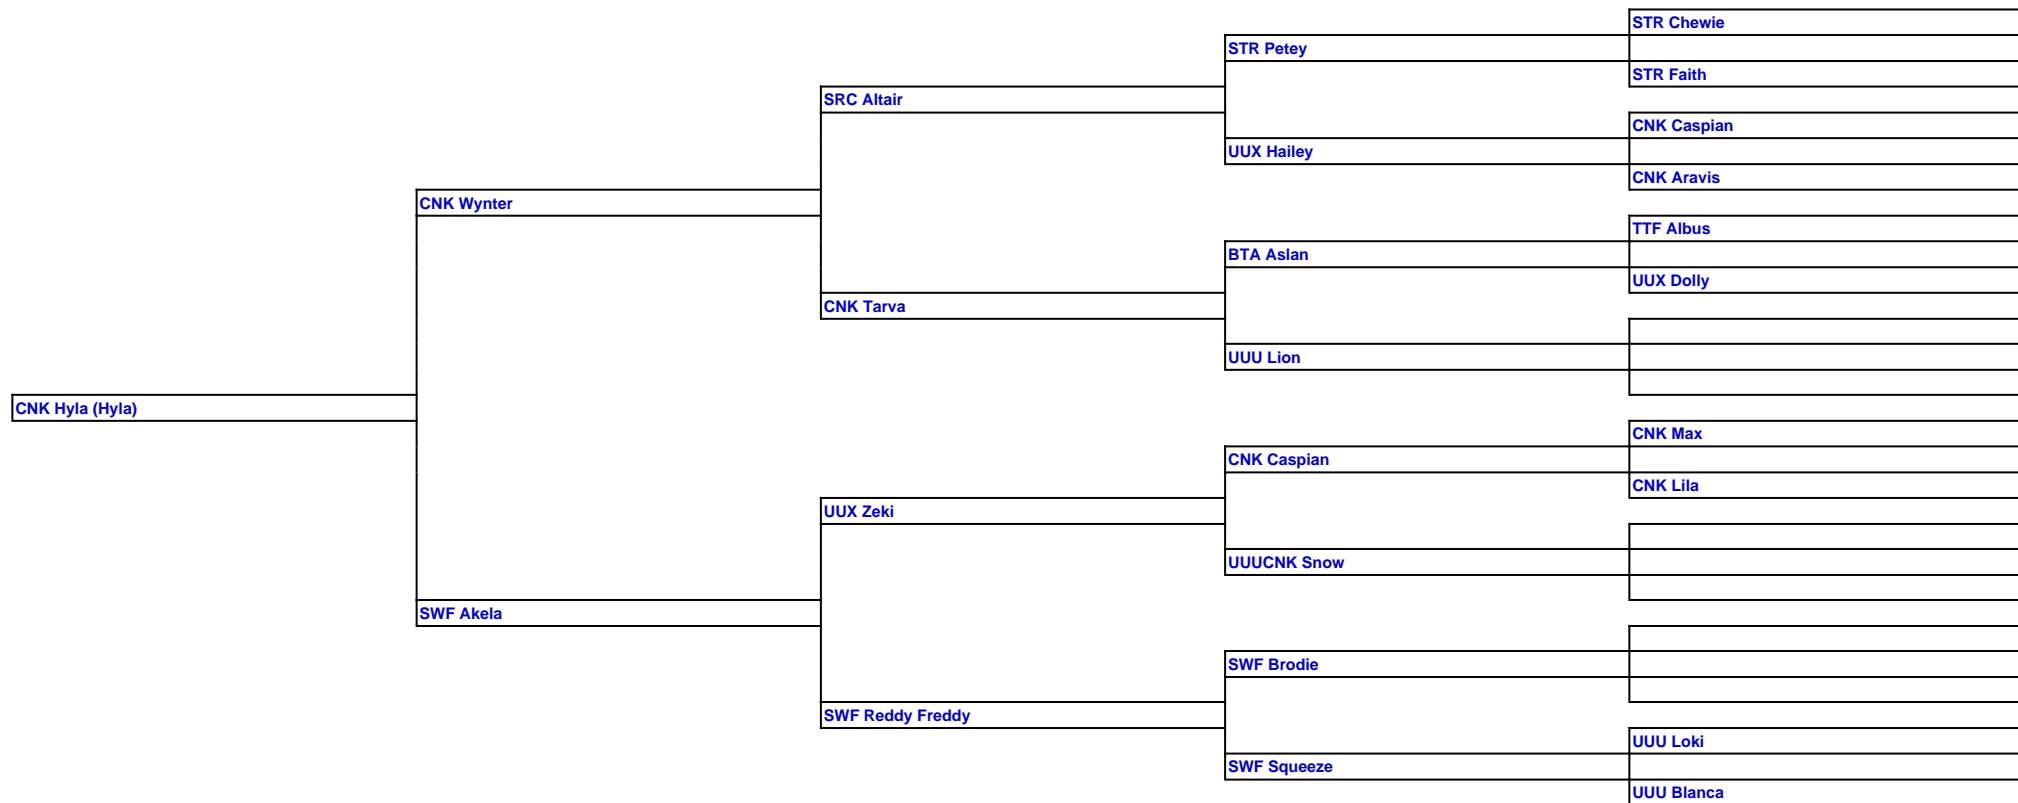 STR Chewie
STR Petey
STR Faith
SRC Altair
CNK Caspian
UUX Hailey
CNK Aravis
CNK Wynter
TTF Albus
BTA Aslan
UUX Dolly
CNK Tarva
UUU Lion
CNK Hyla (Hyla)
CNK Max
CNK Caspian
CNK Lila
UUX Zeki
UUUCNK Snow
SWF Akela
SWF Brodie
SWF Reddy Freddy
UUU Loki
SWF Squeeze
UUU Blanca